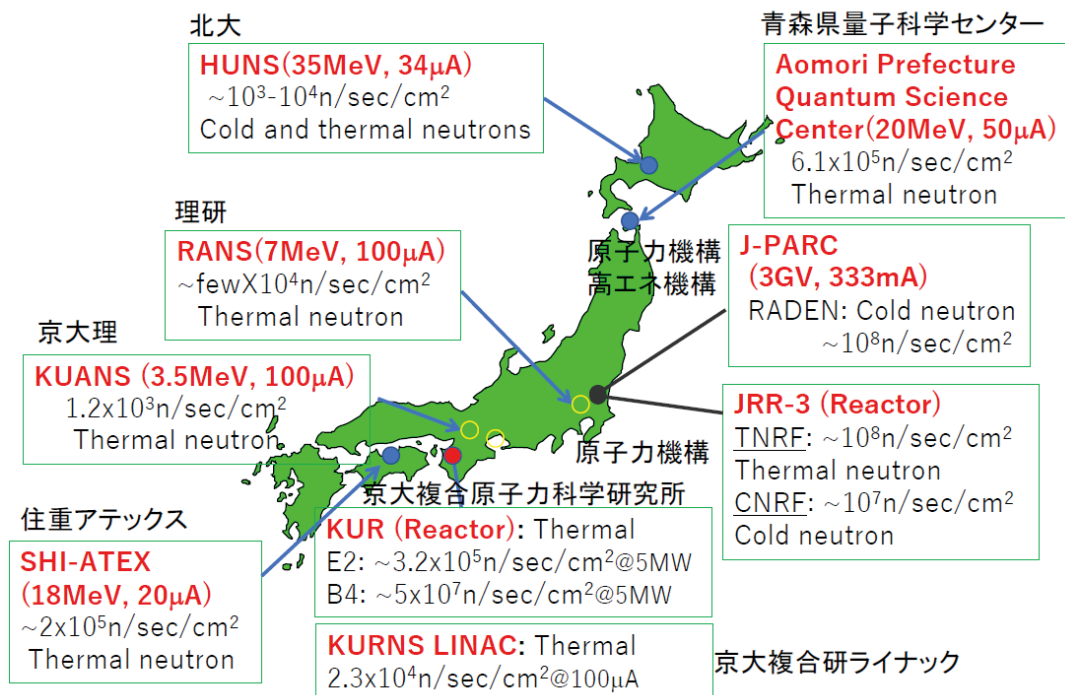 北大
HUNS(35MeV, 34μA)
~10³-10⁴n/sec/cm²
Cold and thermal neutrons
青森県量子科学センター
Aomori Prefecture
Quantum Science
Center(20MeV, 50μA)
6.1x10⁵n/sec/cm²
Thermal neutron
理研
RANS(7MeV, 100μA)
~fewX10⁴n/sec/cm²
Thermal neutron
原子力機構
高エネ機構
J-PARC
(3GV, 333mA)
RADEN: Cold neutron
~10⁸n/sec/cm²
京大理
KUANS (3.5MeV, 100μA)
1.2x10³n/sec/cm²
Thermal neutron
原子力機構
JRR-3 (Reactor)
TNRF: ~10⁸n/sec/cm²
Thermal neutron
CNRF: ~10⁷n/sec/cm²
Cold neutron
住重アテックス
SHI-ATEX
(18MeV, 20μA)
~2x10⁵n/sec/cm²
Thermal neutron
京大複合原子力科学研究所
KUR (Reactor): Thermal
E2: ~3.2x10⁵n/sec/cm²@5MW
B4: ~5x10⁷n/sec/cm²@5MW
KURNS LINAC: Thermal
2.3x10⁴n/sec/cm²@100μA
京大複合研ライナック